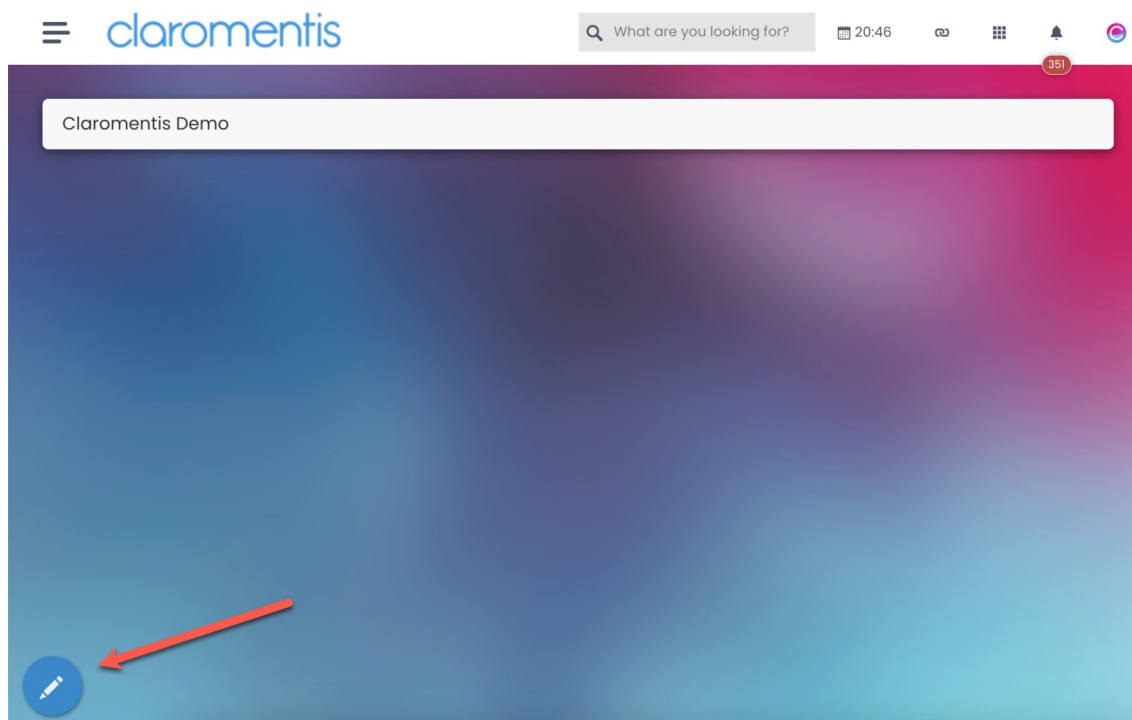 claromentis
What are you looking for?
20:46
351
Claromentis Demo